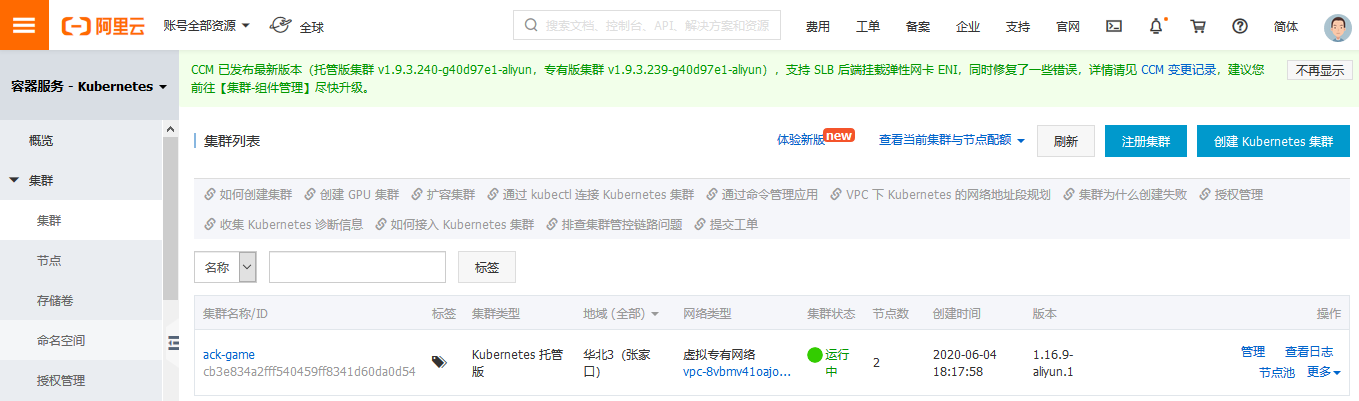 阿里云 账号全部资源 全球 搜索文档、控制台、API、解决方案和资源 费用 工单 备案 企业 支持 官网 简体
容器服务 - Kubernetes
概览
集群
集群
节点
存储卷
命名空间
授权管理
CCM 已发布最新版本（托管版集群 v1.9.3.240-g40d97e1-aliyun，专有版集群 v1.9.3.239-g40d97e1-aliyun），支持 SLB 后端挂载弹性网卡 ENI，同时修复了一些错误，详情请见 CCM 变更记录，建议您
前往【集群-组件管理】尽快升级。
不再显示
集群列表 体验新版 new 查看当前集群与节点配额 刷新 注册集群 创建 Kubernetes 集群
如何创建集群 创建 GPU 集群 扩容集群 通过 kubectl 连接 Kubernetes 集群 通过命令管理应用 VPC 下 Kubernetes 的网络地址段规划 集群为什么创建失败 授权管理
收集 Kubernetes 诊断信息 如何接入 Kubernetes 集群 排查集群管控链路问题 提交工单
名称 标签
集群名称/ID 标签 集群类型 地域 (全部) 网络类型 集群状态 节点数 创建时间 版本 操作
ack-game
cb3e834a2fff540459ff8341d60da0d54
Kubernetes 托管
版
华北3（张家
口）
虚拟专有网络
vpc-8vbmv41oajo...
运行
中
2
2020-06-04
18:17:58
1.16.9-
aliyun.1
管理 查看日志
节点池 更多